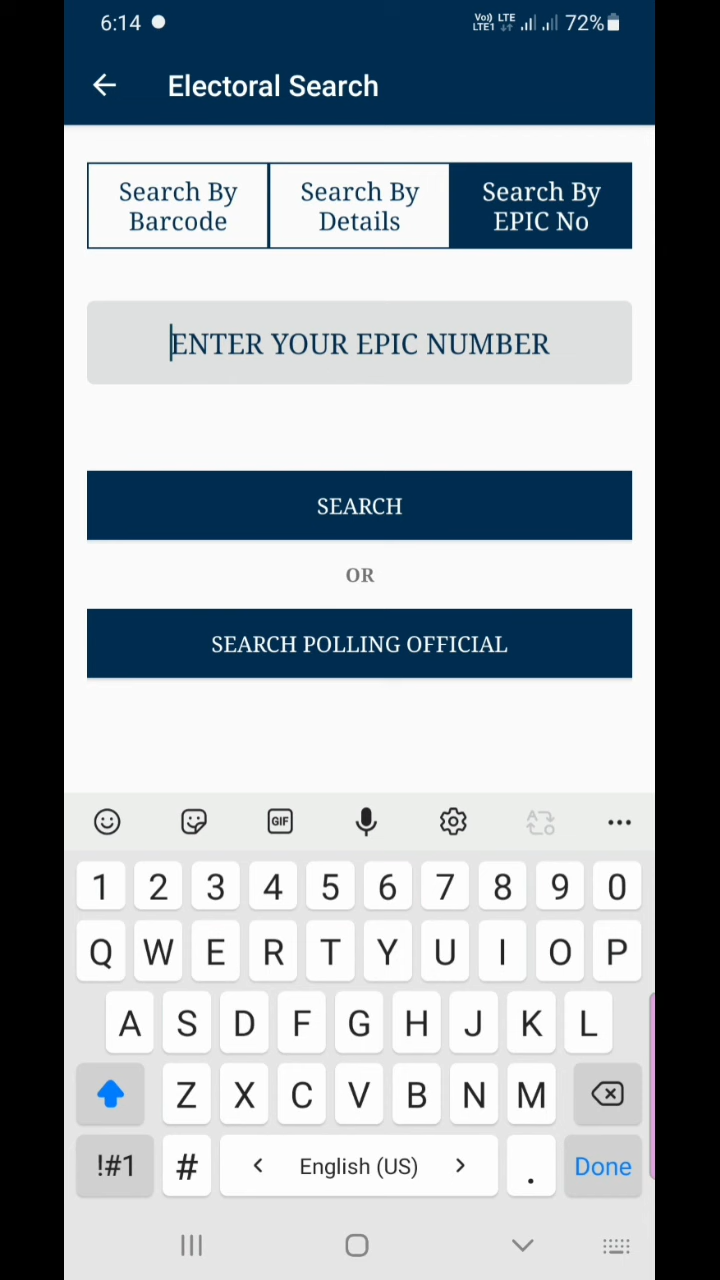 6:14
Vo)) LTE
LTE1
72%
Electoral Search
Search By
Barcode
Search By
Details
Search By
EPIC No
ENTER YOUR EPIC NUMBER
SEARCH
OR
SEARCH POLLING OFFICIAL
GIF
1 2 3 4 5 6 7 8 9 0
Q W E R T Y U I O P
A S D F G H J K L
Z X C V B N M
!#1 # < English (US) > . Done